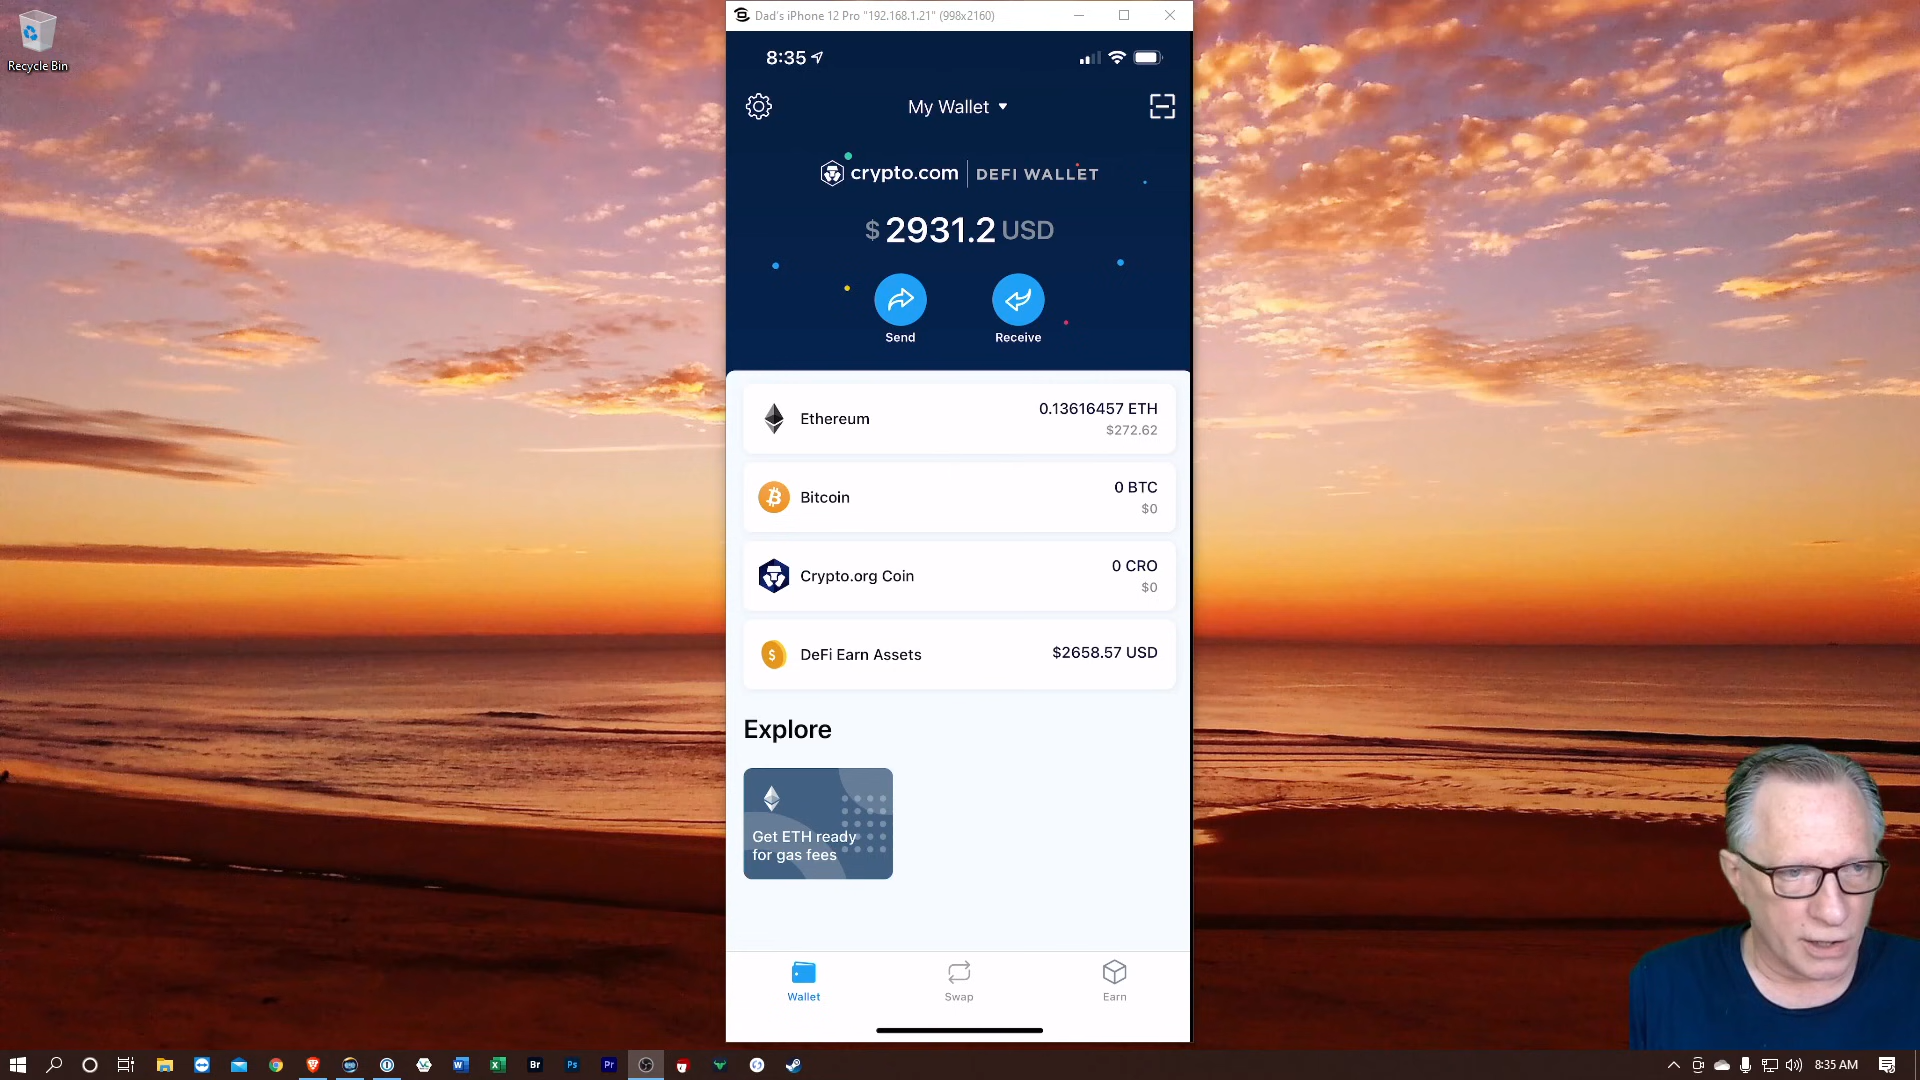 Dad's iPhone 12 Pro "192.168.1.21" (998x2160)
Recycle Bin
8:35
My Wallet
crypto.com | DEFI WALLET
$ 2931.2 USD
Send
Receive
Ethereum
0.13616457 ETH
$272.62
Bitcoin
0 BTC
$0
Crypto.org Coin
0 CRO
$0
DeFi Earn Assets
$2658.57 USD
Explore
Get ETH ready
for gas fees
Wallet
Swap
Earn
Br
Ps
Pr
8:35 AM